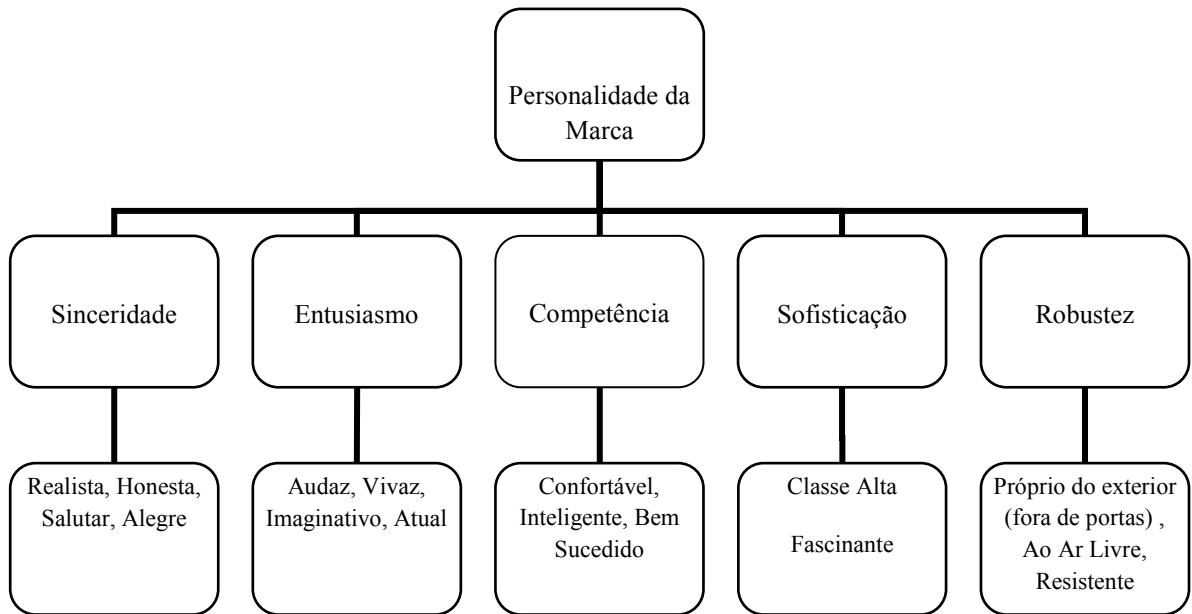 Personalidade da
Marca
Sinceridade
Entusiasmo
Competência
Sofisticação
Robustez
Realista, Honesta,
Salutar, Alegre
Audaz, Vivaz,
Imaginativo, Atual
Confortável,
Inteligente, Bem
Sucedido
Classe Alta
Fascinante
Próprio do exterior
(fora de portas) ,
Ao Ar Livre,
Resistente